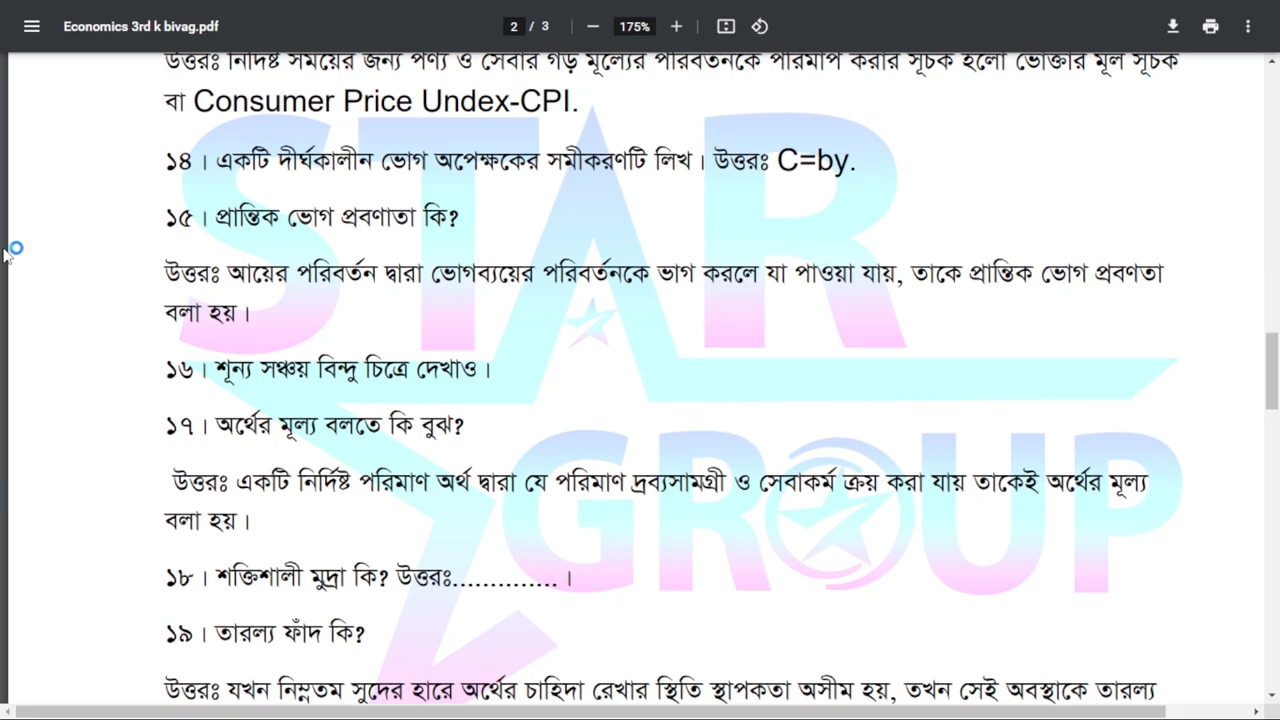 Economics 3rd k bivag.pdf
2 / 3
175%
উত্তরঃ নির্দিষ্ট সময়ের জন্য পণ্য ও সেবার গড় মূল্যের পরিবর্তনকে পরিমাপ করার সূচক হলো ভোক্তার মূল সূচক
বা Consumer Price Undex-CPI.
১৪। একটি দীর্ঘকালীন ভোগ অপেক্ষকের সমীকরণটি লিখ। উত্তরঃ C=by.
১৫। প্রান্তিক ভোগ প্রবণাতা কি?
উত্তরঃ আয়ের পরিবর্তন দ্বারা ভোগব্যয়ের পরিবর্তনকে ভাগ করলে যা পাওয়া যায়, তাকে প্রান্তিক ভোগ প্রবণতা
বলা হয়।
১৬। শূন্য সঞ্চয় বিন্দু চিত্রে দেখাও।
১৭। অর্থের মূল্য বলতে কি বুঝ?
উত্তরঃ একটি নির্দিষ্ট পরিমাণ অর্থ দ্বারা যে পরিমাণ দ্রব্যসামগ্রী ও সেবাকর্ম ক্রয় করা যায় তাকেই অর্থের মূল্য
বলা হয়।
১৮। শক্তিশালী মুদ্রা কি? উত্তরঃ..............।
১৯। তারল্য ফাঁদ কি?
উত্তরঃ যখন নিম্নতম সুদের হারে অর্থের চাহিদা রেখার স্থিতি স্থাপকতা অসীম হয়, তখন সেই অবস্থাকে তারল্য
STAR
GROUP